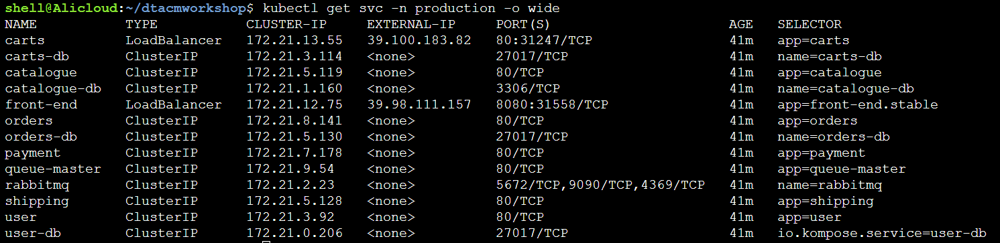 shell@Alicloud:~/dtacmworkshop$ kubectl get svc -n production -o wide
NAME TYPE CLUSTER-IP EXTERNAL-IP PORT(S) AGE SELECTOR
carts LoadBalancer 172.21.13.55 39.100.183.82 80:31247/TCP 41m app=carts
carts-db ClusterIP 172.21.3.114 <none> 27017/TCP 41m name=carts-db
catalogue ClusterIP 172.21.5.119 <none> 80/TCP 41m app=catalogue
catalogue-db ClusterIP 172.21.1.160 <none> 3306/TCP 41m name=catalogue-db
front-end LoadBalancer 172.21.12.75 39.98.111.157 8080:31558/TCP 41m app=front-end.stable
orders ClusterIP 172.21.8.141 <none> 80/TCP 41m app=orders
orders-db ClusterIP 172.21.5.130 <none> 27017/TCP 41m name=orders-db
payment ClusterIP 172.21.7.178 <none> 80/TCP 41m app=payment
queue-master ClusterIP 172.21.9.54 <none> 80/TCP 41m app=queue-master
rabbitmq ClusterIP 172.21.2.23 <none> 5672/TCP,9090/TCP,4369/TCP 41m name=rabbitmq
shipping ClusterIP 172.21.5.128 <none> 80/TCP 41m app=shipping
user ClusterIP 172.21.3.92 <none> 80/TCP 41m app=user
user-db ClusterIP 172.21.0.206 <none> 27017/TCP 41m io.kompose.service=user-db